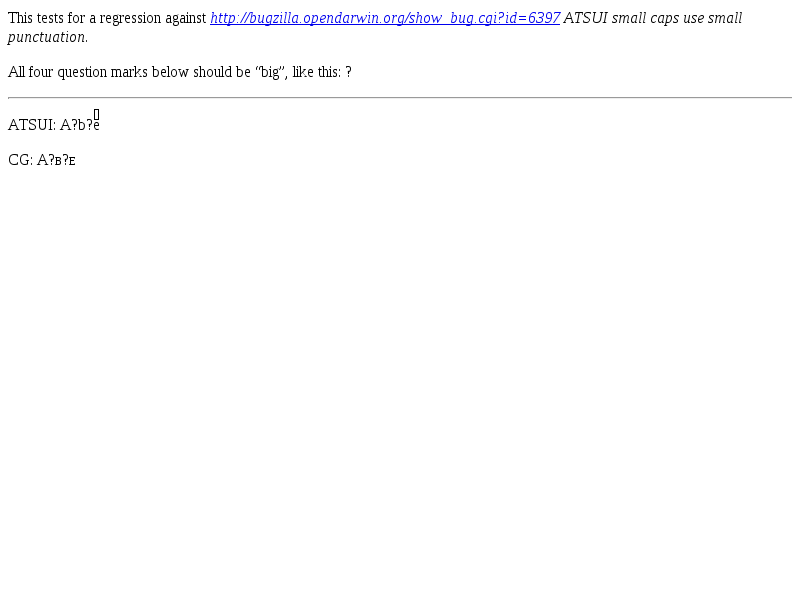 This tests for a regression against http://bugzilla.opendarwin.org/show_bug.cgi?id=6397 ATSUI small caps use small
punctuation.
All four question marks below should be “big”, like this: ?
ATSUI: A?b?e
CG: A?ʙ?ᴇ